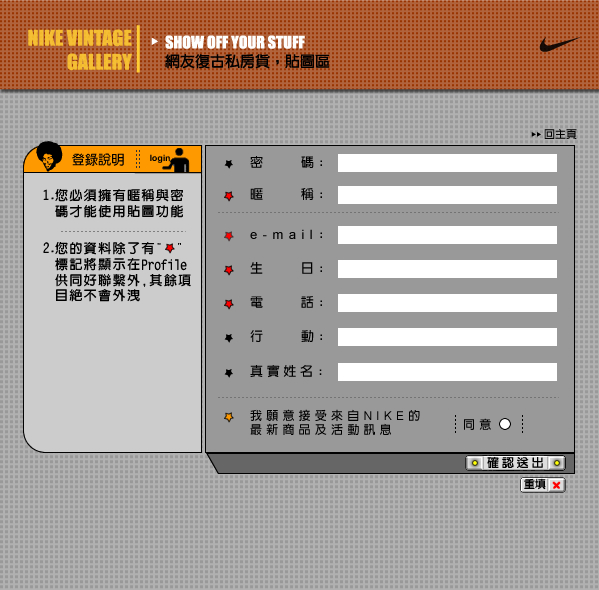 NIKE VINTAGE
GALLERY
SHOW OFF YOUR STUFF
網友復古私房貨，貼圖區
回主頁
登錄說明
login
1.您必須擁有暱稱與密
碼才能使用貼圖功能
2.您的資料除了有"★"
標記將顯示在Profile
供同好聯繫外,其餘項
目絕不會外洩
密 碼:
暱 稱:
e-mail:
生 日:
電 話:
行 動:
真實姓名:
我願意接受來自NIKE的
最新商品及活動訊息
同意
確認送出
重填